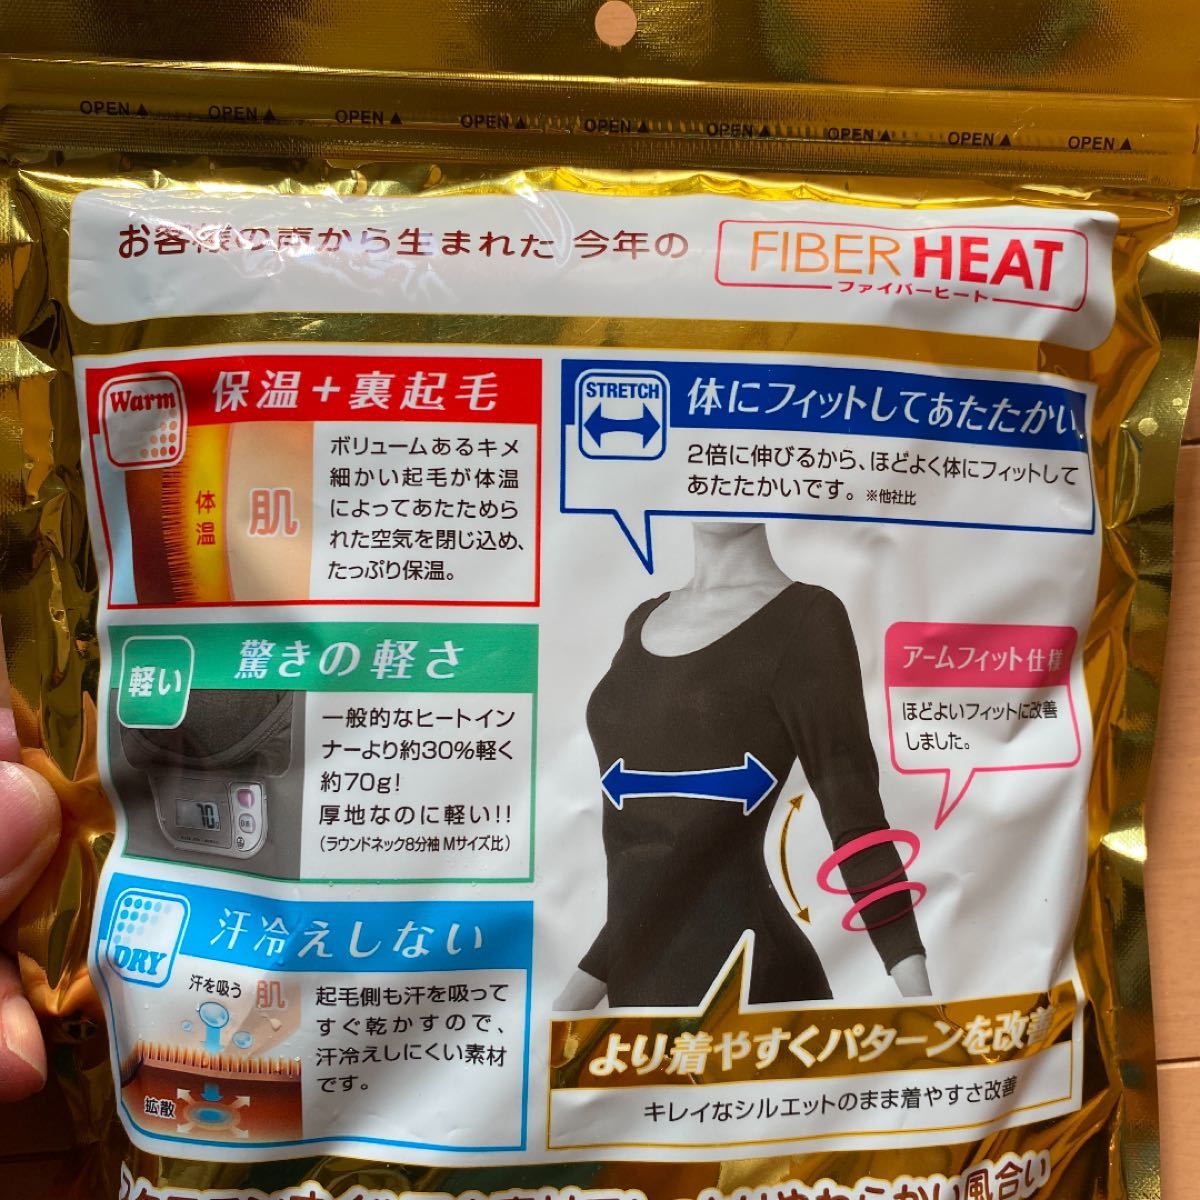 OPEN▲ OPEN▲ OPEN▲ OPEN▲ OPEN▲ OPEN▲ OPEN▲ OPEN▲ OPEN▲
お客様の声から生まれた 今年の
FIBER HEAT
ファイバーヒート
Warm
保温+裏起毛
体温
肌
ボリュームあるキメ
細かい起毛が体温
によってあたためら
れた空気を閉じ込め、
たっぷり保温。
STRETCH
体にフィットしてあたたかい
2倍に伸びるから、ほどよく体にフィットして
あたたかいです。 ※他社比
軽い
驚きの軽さ
一般的なヒートイン
ナーより約30%軽く
約70g!
厚地なのに軽い!!
(ラウンドネック8分袖 Mサイズ比)
70
アームフィット仕様
ほどよいフィットに改善
しました。
DRY
汗冷えしない
汗を吸う
肌
拡散
起毛側も汗を吸って
すぐ乾かすので、
汗冷えしにくい素材
です。
より着やすくパターンを改善
キレイなシルエットのまま着やすさ改善
やわらかい風合い